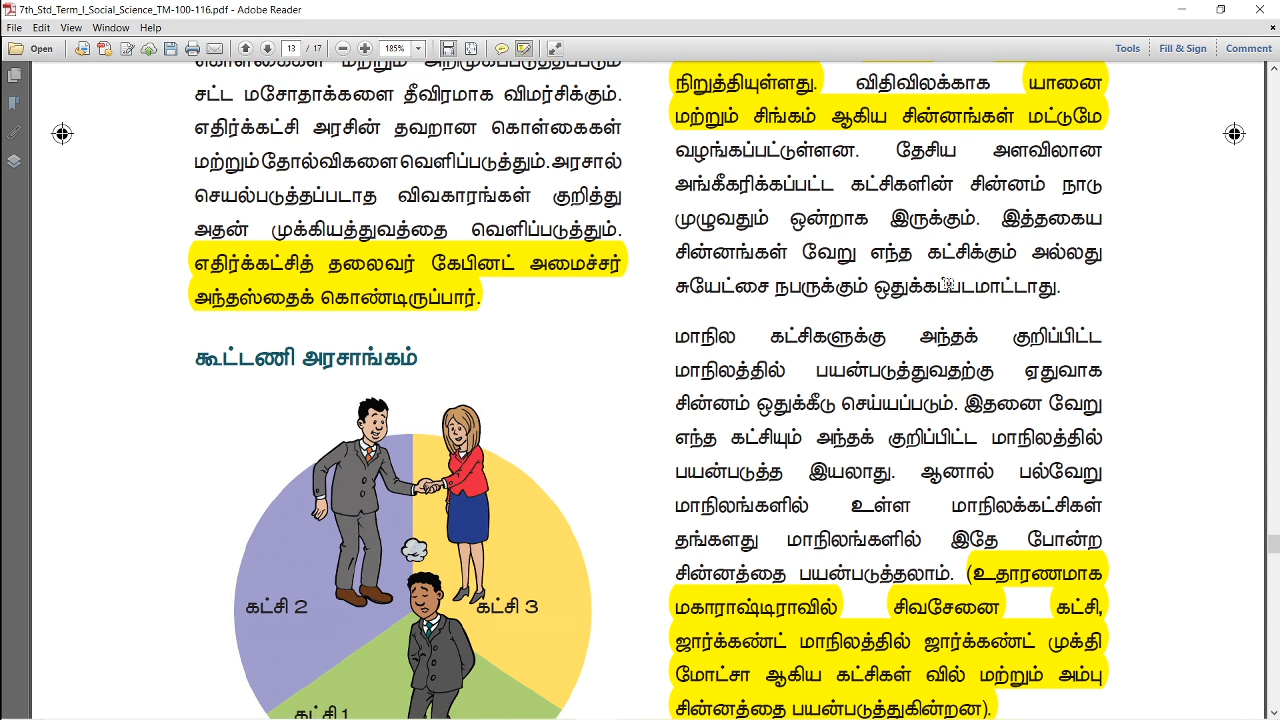 7th_Std_Term_I_Social_Science_TM-100-116.pdf - Adobe Reader
File Edit View Window Help
Open 13 / 17 185% Tools Fill & Sign Comment
கொள்கைகள் மற்றும் அறிமுகப்படுத்தப்படும்
சட்ட மசோதாக்களை தீவிரமாக விமர்சிக்கும்.
எதிர்க்கட்சி அரசின் தவறான கொள்கைகள்
மற்றும் தோல்விகளை வெளிப்படுத்தும். அரசால்
செயல்படுத்தப்படாத விவகாரங்கள் குறித்து
அதன் முக்கியத்துவத்தை வெளிப்படுத்தும்.
எதிர்க்கட்சித் தலைவர் கேபினட் அமைச்சர்
அந்தஸ்தைக் கொண்டிருப்பார்.
கூட்டணி அரசாங்கம்
கட்சி 2
கட்சி 3
கட்சி 1
நிறுத்தியுள்ளது. விதிவிலக்காக யானை
மற்றும் சிங்கம் ஆகிய சின்னங்கள் மட்டுமே
வழங்கப்பட்டுள்ளன. தேசிய அளவிலான
அங்கீகரிக்கப்பட்ட கட்சிகளின் சின்னம் நாடு
முழுவதும் ஒன்றாக இருக்கும். இத்தகைய
சின்னங்கள் வேறு எந்த கட்சிக்கும் அல்லது
சுயேட்சை நபருக்கும் ஒதுக்கப்படமாட்டாது.
மாநில கட்சிகளுக்கு அந்தக் குறிப்பிட்ட
மாநிலத்தில் பயன்படுத்துவதற்கு ஏதுவாக
சின்னம் ஒதுக்கீடு செய்யப்படும். இதனை வேறு
எந்த கட்சியும் அந்தக் குறிப்பிட்ட மாநிலத்தில்
பயன்படுத்த இயலாது. ஆனால் பல்வேறு
மாநிலங்களில் உள்ள மாநிலக்கட்சிகள்
தங்களது மாநிலங்களில் இதே போன்ற
சின்னத்தை பயன்படுத்தலாம். (உதாரணமாக
மகாராஷ்டிராவில் சிவசேனை கட்சி,
ஜார்க்கண்ட் மாநிலத்தில் ஜார்க்கண்ட் முக்தி
மோட்சா ஆகிய கட்சிகள் வில் மற்றும் அம்பு
சின்னத்தை பயன்படுத்துகின்றன).